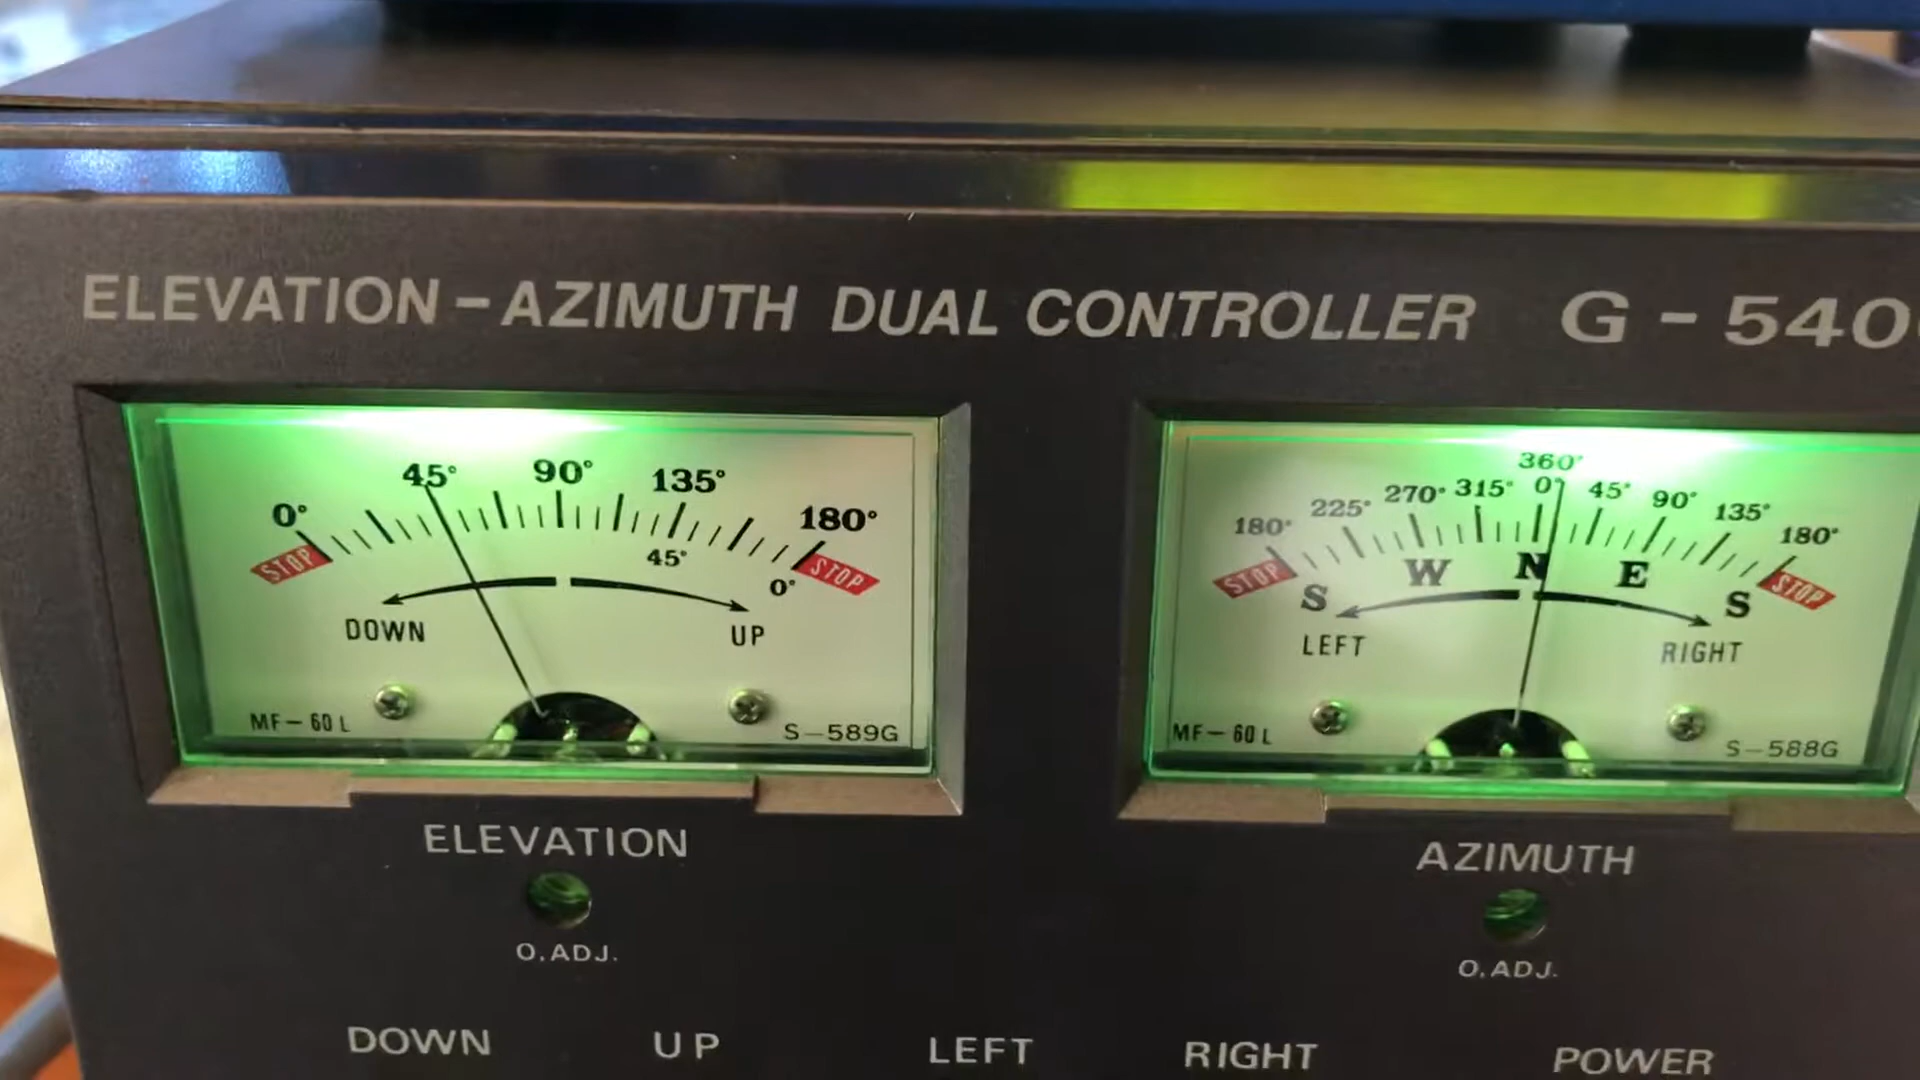 ELEVATION-AZIMUTH DUAL CONTROLLER G-540
0° 45° 90° 135° 180°
STOP 45° 0° STOP
DOWN UP
MF-60L S-589G
ELEVATION
O.ADJ.
360°
180° 225° 270° 315° 0° 45° 90° 135° 180°
STOP S W N E S STOP
LEFT RIGHT
MF-60L S-588G
AZIMUTH
O.ADJ.
DOWN UP LEFT RIGHT POWER